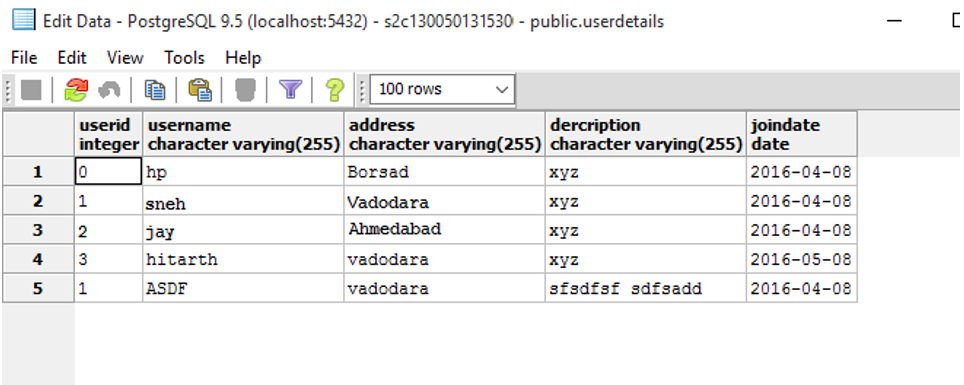 Edit Data - PostgreSQL 9.5 (localhost:5432) - s2c130050131530 - public.userdetails
File Edit View Tools Help
100 rows
userid username address dercription joindate
integer character varying(255) character varying(255) character varying(255) date
1 0 hp Borsad xyz 2016-04-08
2 1 sneh Vadodara xyz 2016-04-08
3 2 jay Ahmedabad xyz 2016-04-08
4 3 hitarth vadodara xyz 2016-05-08
5 1 ASDF vadodara sfsdfsf sdfsadd 2016-04-08